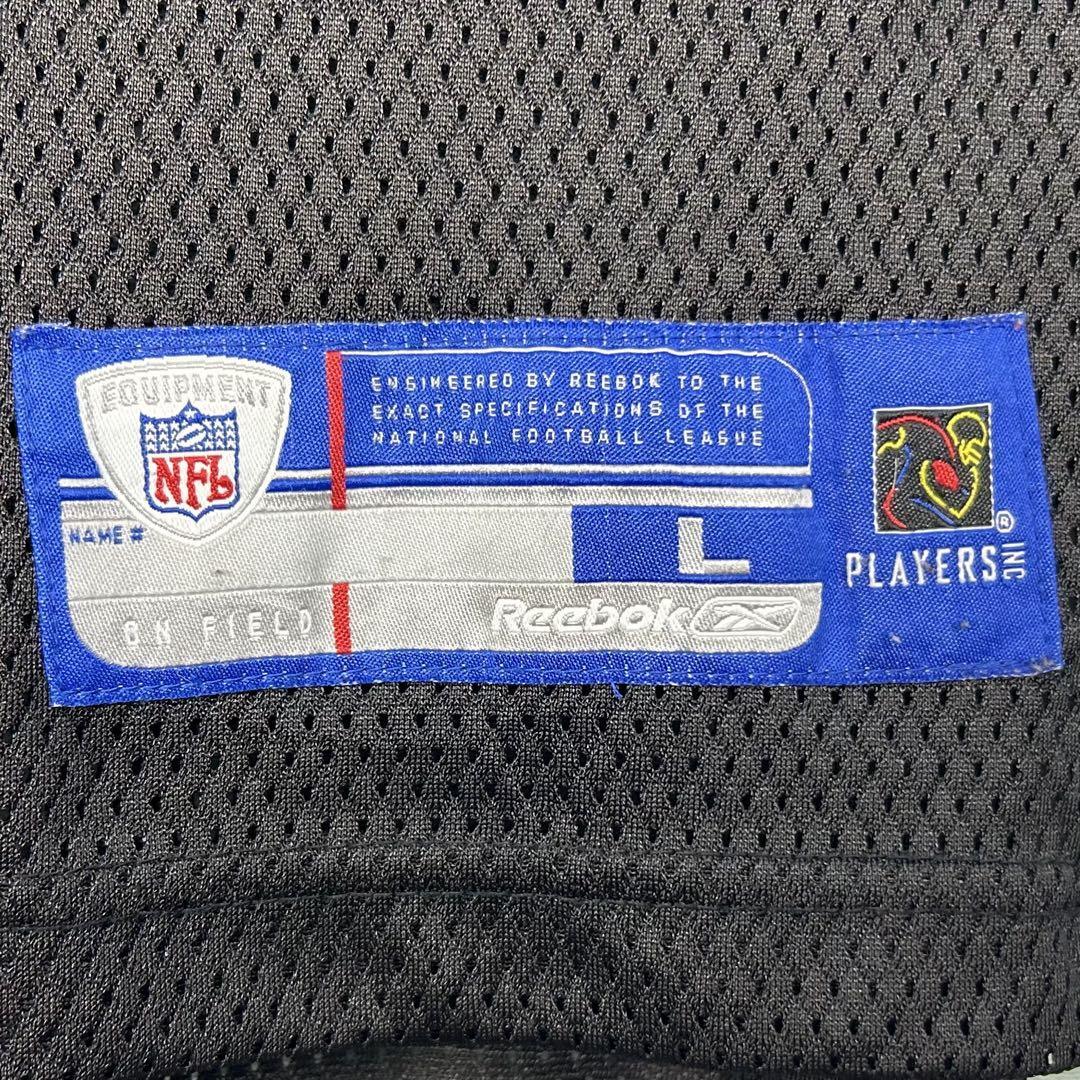 EQUIPMENT
NFL
ENGINEERED BY REEBOK TO THE
EXACT SPECIFICATIONS OF THE
NATIONAL FOOTBALL LEAGUE
NAME #
L
ON FIELD
Reebok
PLAYERS INC
®